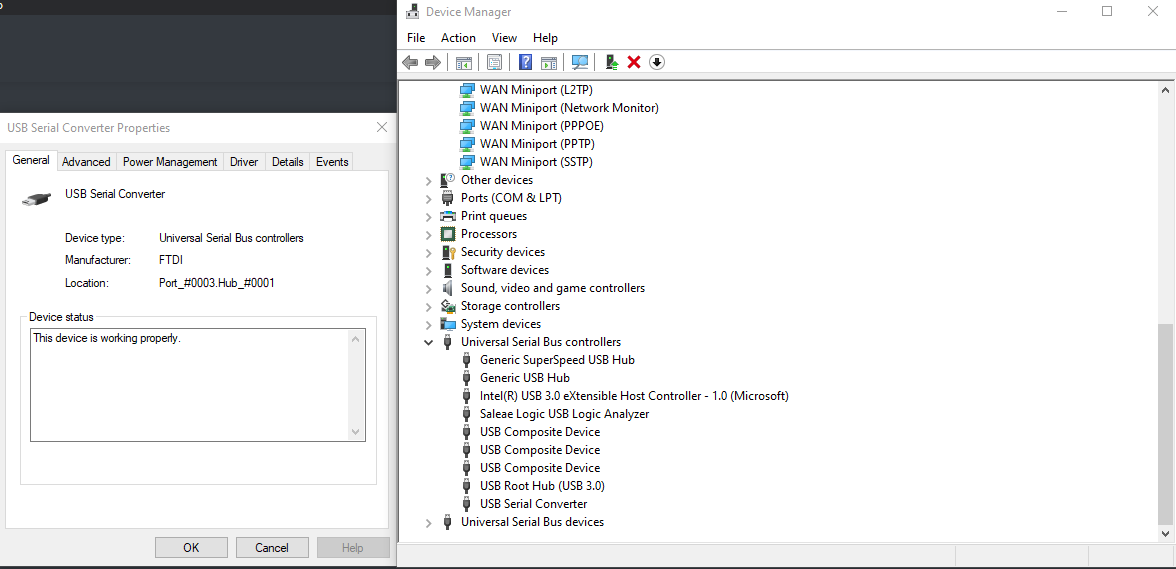 USB Serial Converter Properties
General Advanced Power Management Driver Details Events
USB Serial Converter
Device type: Universal Serial Bus controllers
Manufacturer: FTDI
Location: Port_#0003.Hub_#0001
Device status
This device is working properly.
OK Cancel Help
Device Manager
File Action View Help
WAN Miniport (L2TP)
WAN Miniport (Network Monitor)
WAN Miniport (PPPOE)
WAN Miniport (PPTP)
WAN Miniport (SSTP)
Other devices
Ports (COM & LPT)
Print queues
Processors
Security devices
Software devices
Sound, video and game controllers
Storage controllers
System devices
Universal Serial Bus controllers
Generic SuperSpeed USB Hub
Generic USB Hub
Intel(R) USB 3.0 eXtensible Host Controller - 1.0 (Microsoft)
Saleae Logic USB Logic Analyzer
USB Composite Device
USB Composite Device
USB Composite Device
USB Root Hub (USB 3.0)
USB Serial Converter
Universal Serial Bus devices